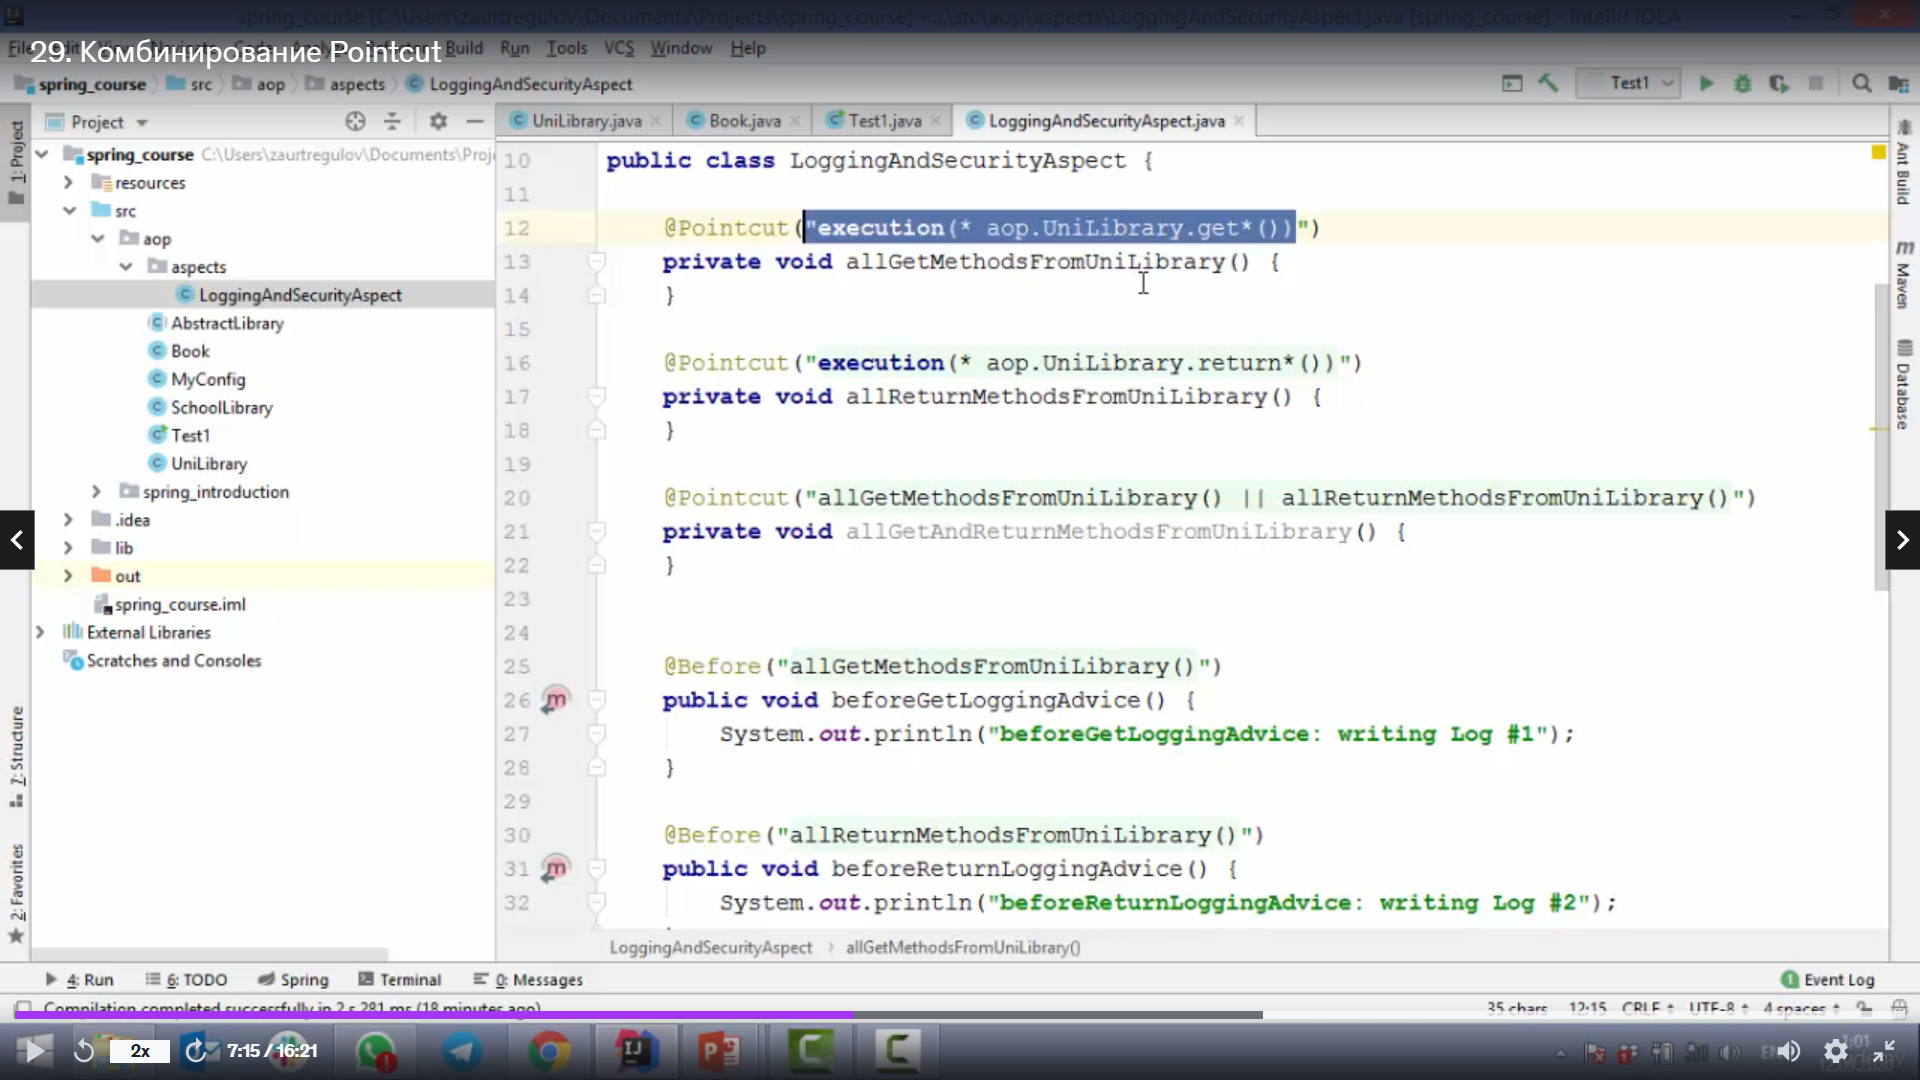 spring_course [C:\Users\zaurtregulov\Documents\Projects\spring_course] - ...\src\aop\aspects\LoggingAndSecurityAspect.java [spring_course] - IntelliJ IDEA
29. Комбинирование Pointcut
File Build Run Tools VCS Window Help
spring_course src aop aspects LoggingAndSecurityAspect
Test1
Project
UniLibrary.java Book.java Test1.java LoggingAndSecurityAspect.java
1: Project
7: Structure
2: Favorites
spring_course C:\Users\zaurtregulov\Documents\Proj
resources
src
aop
aspects
LoggingAndSecurityAspect
AbstractLibrary
Book
MyConfig
SchoolLibrary
Test1
UniLibrary
spring_introduction
.idea
lib
out
spring_course.iml
External Libraries
Scratches and Consoles
10 public class LoggingAndSecurityAspect {
11
12 @Pointcut("execution(* aop.UniLibrary.get*())")
13 private void allGetMethodsFromUniLibrary() {
14 }
15
16 @Pointcut("execution(* aop.UniLibrary.return*())")
17 private void allReturnMethodsFromUniLibrary() {
18 }
19
20 @Pointcut("allGetMethodsFromUniLibrary() || allReturnMethodsFromUniLibrary()")
21 private void allGetAndReturnMethodsFromUniLibrary() {
22 }
23
24
25 @Before("allGetMethodsFromUniLibrary()")
26 public void beforeGetLoggingAdvice() {
27 System.out.println("beforeGetLoggingAdvice: writing Log #1");
28 }
29
30 @Before("allReturnMethodsFromUniLibrary()")
31 public void beforeReturnLoggingAdvice() {
32 System.out.println("beforeReturnLoggingAdvice: writing Log #2");
LoggingAndSecurityAspect allGetMethodsFromUniLibrary()
Ant Build
Maven
Database
4: Run 6: TODO Spring Terminal 0: Messages 1 Event Log
Compilation completed successfully in 2 s 281 ms (18 minutes ago) 35 chars 12:15 CRLF UTF-8 4 spaces
2x 7:15 / 16:21